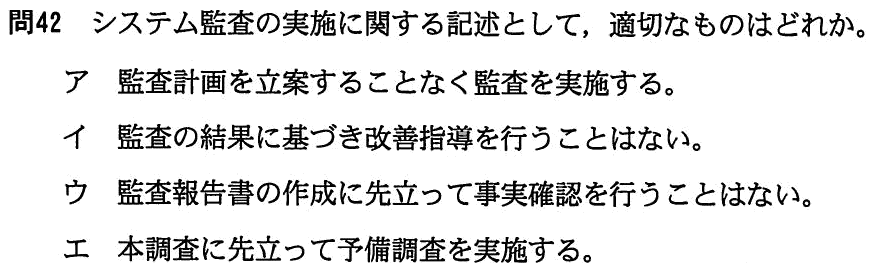 問42　システム監査の実施に関する記述として，適切なものはどれか。
ア　監査計画を立案することなく監査を実施する。
イ　監査の結果に基づき改善指導を行うことはない。
ウ　監査報告書の作成に先立って事実確認を行うことはない。
エ　本調査に先立って予備調査を実施する。